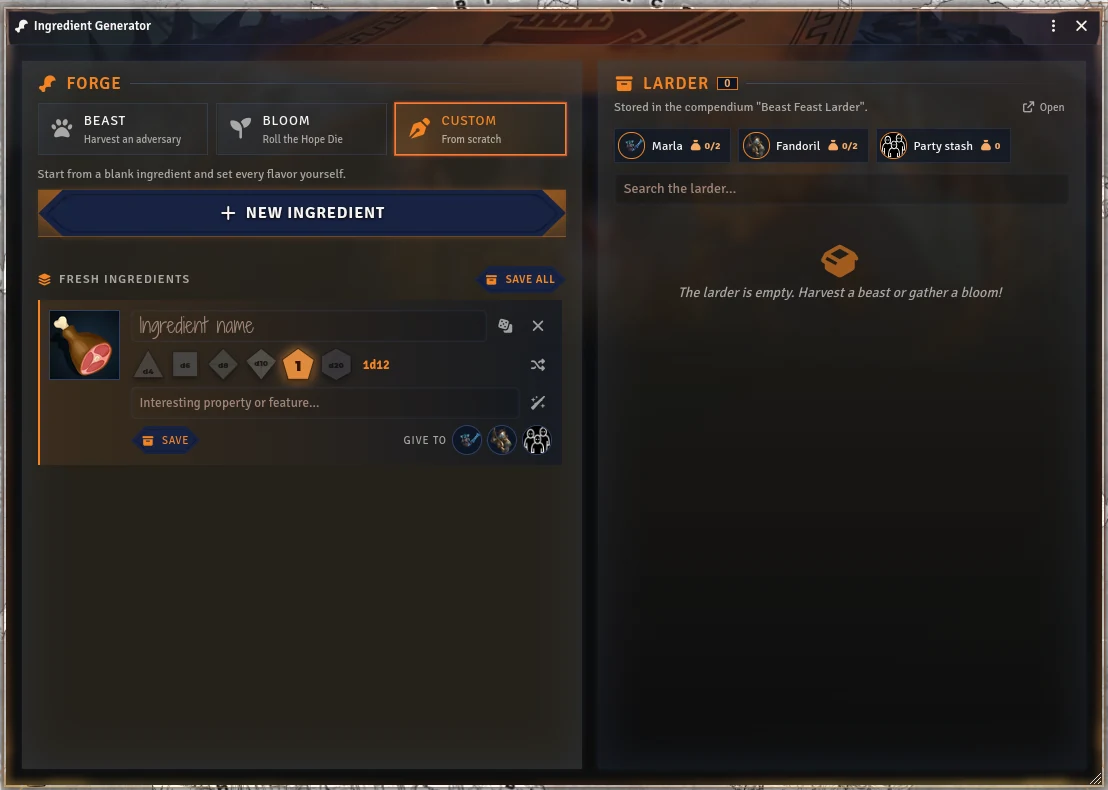 Ingredient Generator
FORGE
BEAST
Harvest an adversary
BLOOM
Roll the Hope Die
CUSTOM
From scratch
Start from a blank ingredient and set every flavor yourself.
+ NEW INGREDIENT
FRESH INGREDIENTS
SAVE ALL
Ingredient name
d4 d6 d8 d10 1 d20 1d12
Interesting property or feature...
SAVE
GIVE TO
LARDER 0
Stored in the compendium "Beast Feast Larder".
Open
Marla 0/2
Fandoril 0/2
Party stash 0
Search the larder...
The larder is empty. Harvest a beast or gather a bloom!